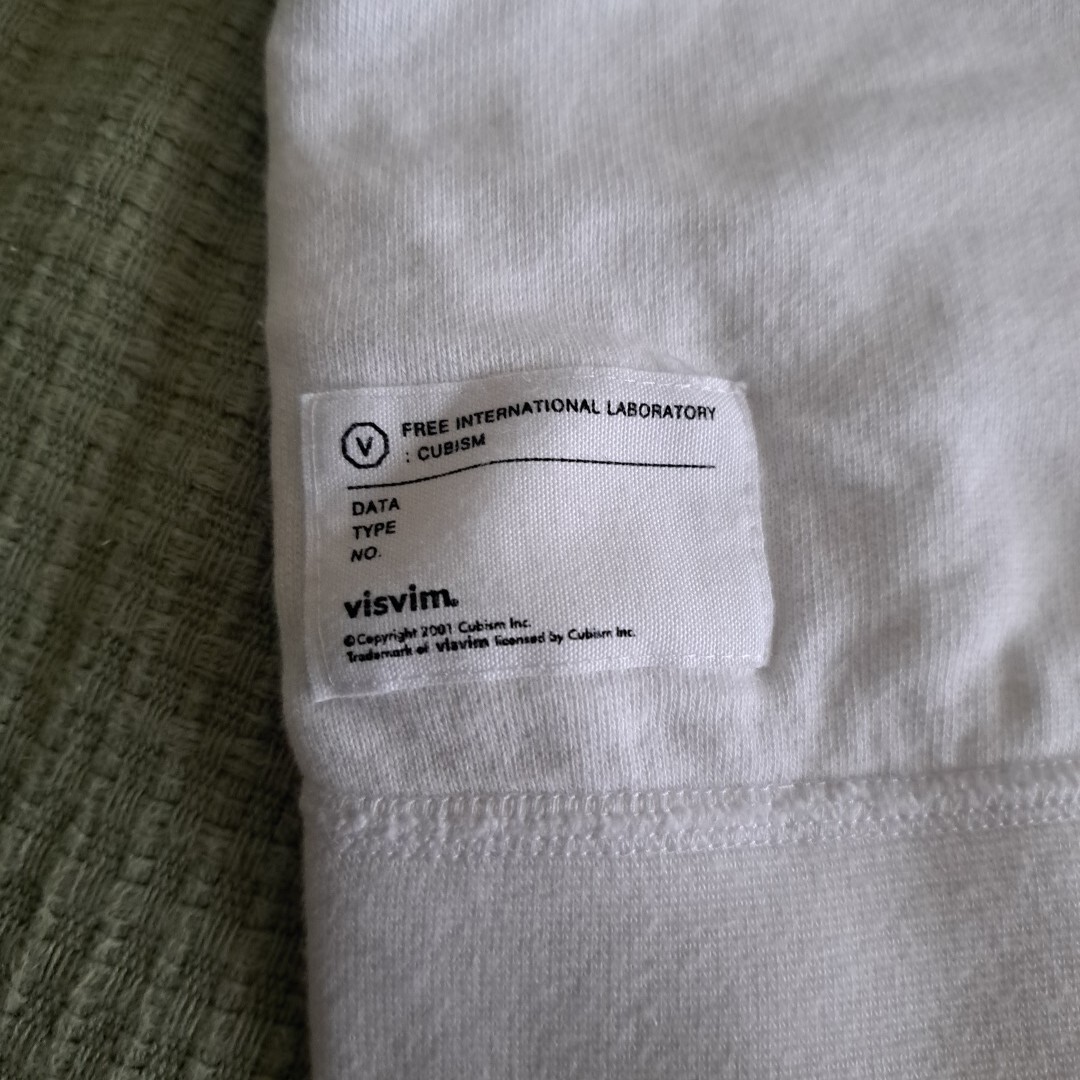 V
FREE INTERNATIONAL LABORATORY
: CUBISM
DATA
TYPE
NO.
visvim.
©Copyright 2001 Cubism Inc.
Trademark of visvim licensed by Cubism Inc.